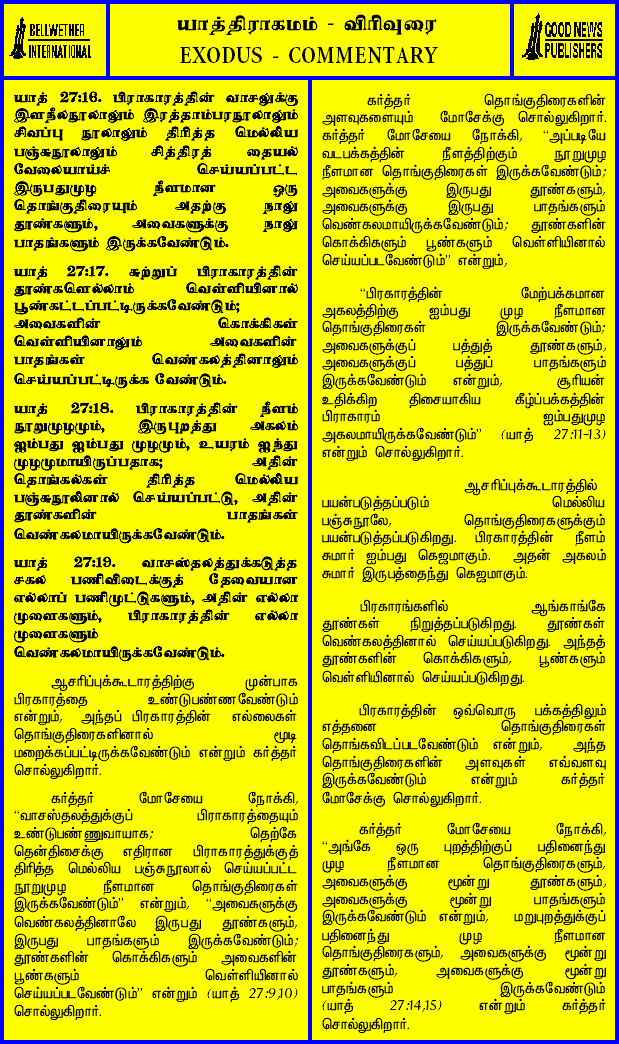 BELLWETHER
INTERNATIONAL
யாத்திராகமம் - விரிவுரை
EXODUS - COMMENTARY
GOOD NEWS
PUBLISHERS
யாத் 27:16. பிராகாரத்தின் வாசலுக்கு
இளநீலநூலாலும் இரத்தாம்பரநூலாலும்
சிவப்பு நூலாலும் திரித்த மெல்லிய
பஞ்சுநூலாலும் சித்திரத் தையல்
வேலையாய்ச் செய்யப்பட்ட
இருபதுமுழ நீளமான ஒரு
தொங்குதிரையும் அதற்கு நாலு
தூண்களும், அவைகளுக்கு நாலு
பாதங்களும் இருக்கவேண்டும்.
யாத் 27:17. சுற்றுப் பிராகாரத்தின்
தூண்களெல்லாம் வெள்ளியினால்
பூண்கட்டப்பட்டிருக்கவேண்டும்;
அவைகளின் கொக்கிகள்
வெள்ளியினாலும் அவைகளின்
பாதங்கள் வெண்கலத்தினாலும்
செய்யப்பட்டிருக்க வேண்டும்.
யாத் 27:18. பிராகாரத்தின் நீளம்
நூறுமுழமும், இருபுறத்து அகலம்
ஐம்பது ஐம்பது முழமும், உயரம் ஐந்து
முழமுமாயிருப்பதாக; அதின்
தொங்கல்கள் திரித்த மெல்லிய
பஞ்சுநூலினால் செய்யப்பட்டு, அதின்
தூண்களின் பாதங்கள்
வெண்கலமாயிருக்கவேண்டும்.
யாத் 27:19. வாசஸ்தலத்துக்கடுத்த
சகல பணிவிடைக்குத் தேவையான
எல்லாப் பணிமுட்டுகளும், அதின் எல்லா
முளைகளும், பிராகாரத்தின் எல்லா
முளைகளும்
வெண்கலமாயிருக்கவேண்டும்.
ஆசரிப்புக்கூடாரத்திற்கு முன்பாக
பிரகாரத்தை உண்டுபண்ணவேண்டும்
என்றும், அந்தப் பிரகாரத்தின் எல்லைகள்
தொங்குதிரைகளினால் மூடி
மறைக்கப்பட்டிருக்கவேண்டும் என்றும் கர்த்தர்
சொல்லுகிறார்.
கர்த்தர் மோசேயை நோக்கி,
“வாசஸ்தலத்துக்குப் பிராகாரத்தையும்
உண்டுபண்ணுவாயாக; தெற்கே
தென்திசைக்கு எதிரான பிராகாரத்துக்குத்
திரித்த மெல்லிய பஞ்சுநூலால் செய்யப்பட்ட
நூறுமுழ நீளமான தொங்குதிரைகள்
இருக்கவேண்டும்” என்றும், “அவைகளுக்கு
வெண்கலத்தினாலே இருபது தூண்களும்,
இருபது பாதங்களும் இருக்கவேண்டும்;
தூண்களின் கொக்கிகளும் அவைகளின்
பூண்களும் வெள்ளியினால்
செய்யப்படவேண்டும்” என்றும் (யாத் 27:9,10)
சொல்லுகிறார்.
கர்த்தர் தொங்குதிரைகளின்
அளவுகளையும் மோசேக்கு சொல்லுகிறார்.
கர்த்தர் மோசேயை நோக்கி, “அப்படியே
வடபக்கத்தின் நீளத்திற்கும் நூறுமுழ
நீளமான தொங்குதிரைகள் இருக்கவேண்டும்;
அவைகளுக்கு இருபது தூண்களும்,
அவைகளுக்கு இருபது பாதங்களும்
வெண்கலமாயிருக்கவேண்டும்; தூண்களின்
கொக்கிகளும் பூண்களும் வெள்ளியினால்
செய்யப்படவேண்டும்” என்றும்,
“பிரகாரத்தின் மேற்பக்கமான
அகலத்திற்கு ஐம்பது முழ நீளமான
தொங்குதிரைகள் இருக்கவேண்டும்;
அவைகளுக்குப் பத்துத் தூண்களும்,
அவைகளுக்குப் பத்துப் பாதங்களும்
இருக்கவேண்டும் என்றும், சூரியன்
உதிக்கிற திசையாகிய கீழ்ப்பக்கத்தின்
பிராகாரம் ஐம்பதுமுழ
அகலமாயிருக்கவேண்டும்” (யாத் 27:11-13)
என்றும் சொல்லுகிறார்.
ஆசரிப்புக்கூடாரத்தில்
பயன்படுத்தப்படும் மெல்லிய
பஞ்சுநூலே, தொங்குதிரைகளுக்கும்
பயன்படுத்தப்படுகிறது. பிரகாரத்தின் நீளம்
சுமார் ஐம்பது கெஜமாகும். அதன் அகலம்
சுமார் இருபத்தைந்து கெஜமாகும்.
பிரகாரங்களில் ஆங்காங்கே
தூண்கள் நிறுத்தப்படுகிறது. தூண்கள்
வெண்கலத்தினால் செய்யப்படுகிறது. அந்தத்
தூண்களின் கொக்கிகளும், பூண்களும்
வெள்ளியினால் செய்யப்படுகிறது.
பிரகாரத்தின் ஒவ்வொரு பக்கத்திலும்
எத்தனை தொங்குதிரைகள்
தொங்கவிடப்படவேண்டும் என்றும், அந்த
தொங்குதிரைகளின் அளவுகள் எவ்வளவு
இருக்கவேண்டும் என்றும் கர்த்தர்
மோசேக்கு சொல்லுகிறார்.
கர்த்தர் மோசேயை நோக்கி,
“அங்கே ஒரு புறத்திற்குப் பதினைந்து
முழ நீளமான தொங்குதிரைகளும்,
அவைகளுக்கு மூன்று தூண்களும்,
அவைகளுக்கு மூன்று பாதங்களும்
இருக்கவேண்டும் என்றும், மறுபுறத்துக்குப்
பதினைந்து முழ நீளமான
தொங்குதிரைகளும், அவைகளுக்கு மூன்று
தூண்களும், அவைகளுக்கு மூன்று
பாதங்களும் இருக்கவேண்டும்
(யாத் 27:14,15) என்றும் கர்த்தர்
சொல்லுகிறார்.